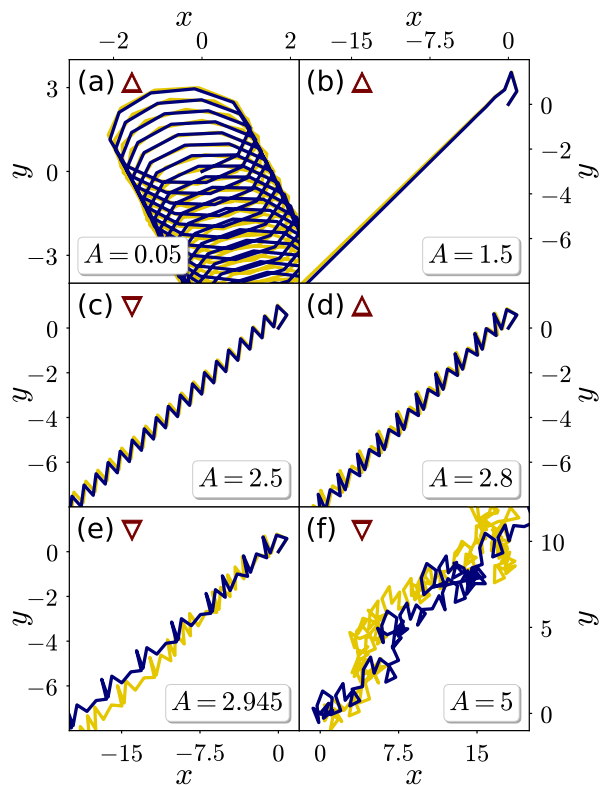 x x
−2 0 2 −15 −7.5 0
(a) (b)
3
0
−3
y
A = 0.05
0
−2
−4
−6
y
A = 1.5
(c) (d)
0
−2
−4
−6
y
A = 2.5
0
−2
−4
−6
y
A = 2.8
(e) (f)
0
−2
−4
−6
y
A = 2.945
10
5
0
y
A = 5
−15 −7.5 0 0 7.5 15
x x